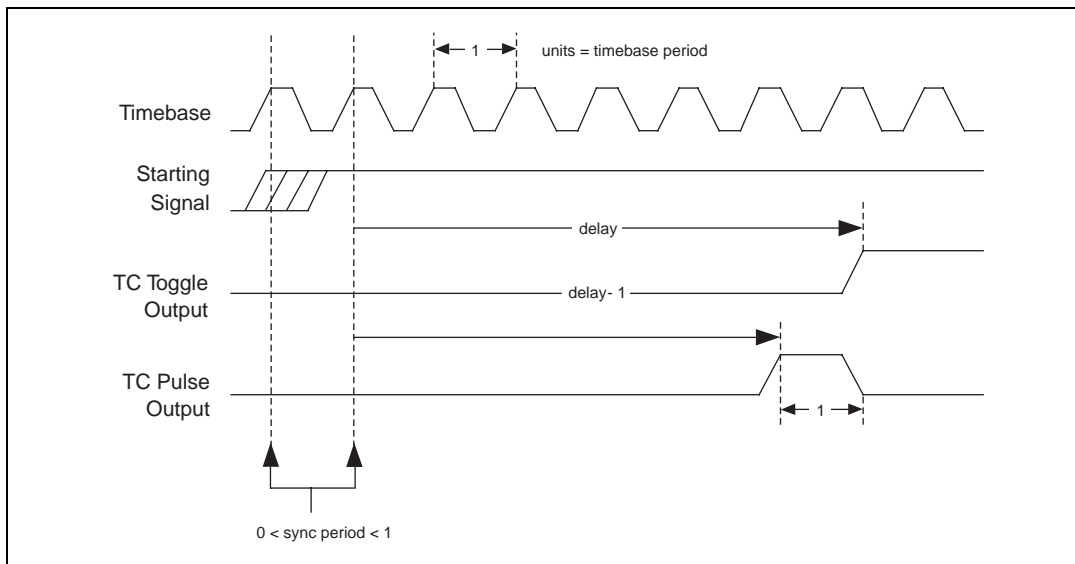 1
units = timebase period
Timebase
Starting
Signal
delay
TC Toggle
Output
delay- 1
TC Pulse
Output
1
0 < sync period < 1